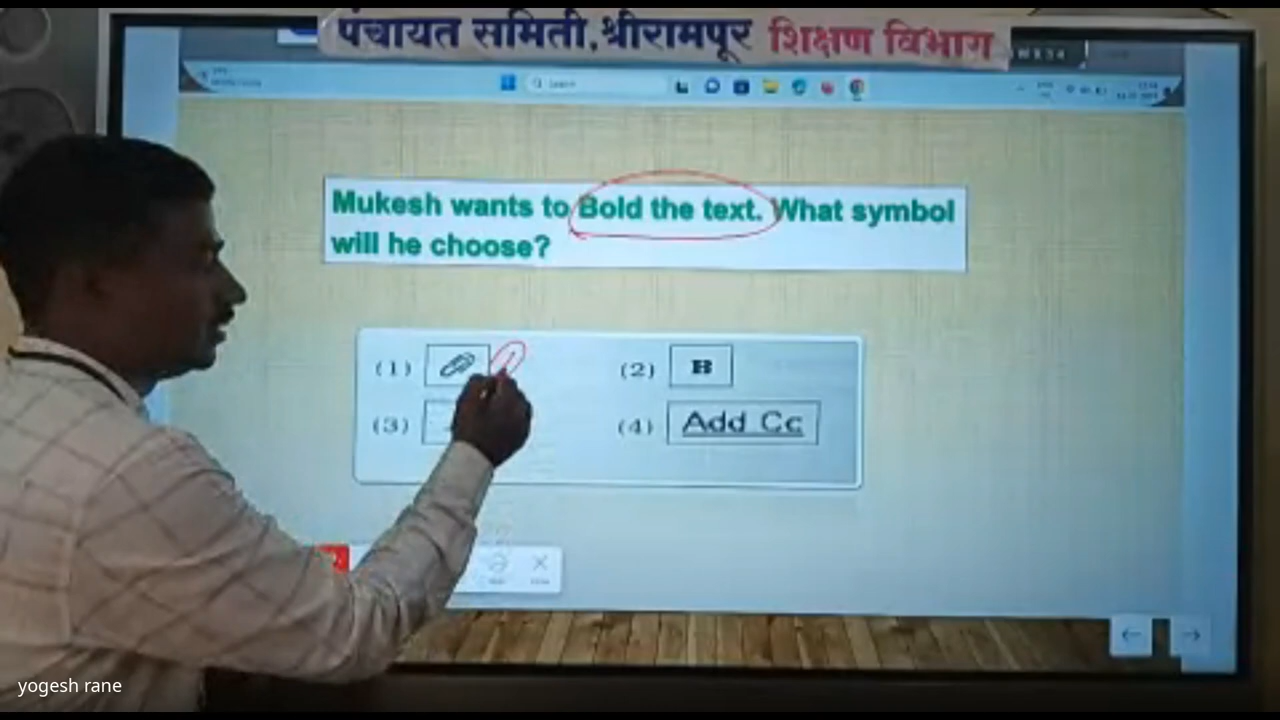 पंचायत समिती,श्रीरामपूर शिक्षण विभाग
Search
Mukesh wants to Bold the text. What symbol
will he choose?
(1)
(2) B
(3)
(4) Add Cc
yogesh rane